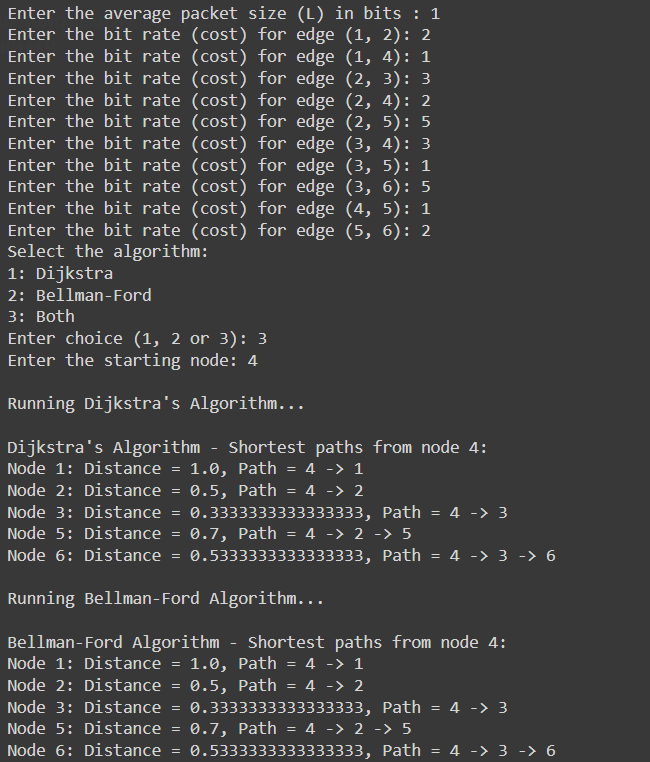 Enter the average packet size (L) in bits : 1
Enter the bit rate (cost) for edge (1, 2): 2
Enter the bit rate (cost) for edge (1, 4): 1
Enter the bit rate (cost) for edge (2, 3): 3
Enter the bit rate (cost) for edge (2, 4): 2
Enter the bit rate (cost) for edge (2, 5): 5
Enter the bit rate (cost) for edge (3, 4): 3
Enter the bit rate (cost) for edge (3, 5): 1
Enter the bit rate (cost) for edge (3, 6): 5
Enter the bit rate (cost) for edge (4, 5): 1
Enter the bit rate (cost) for edge (5, 6): 2
Select the algorithm:
1: Dijkstra
2: Bellman-Ford
3: Both
Enter choice (1, 2 or 3): 3
Enter the starting node: 4
Running Dijkstra's Algorithm...
Dijkstra's Algorithm - Shortest paths from node 4:
Node 1: Distance = 1.0, Path = 4 -> 1
Node 2: Distance = 0.5, Path = 4 -> 2
Node 3: Distance = 0.3333333333333333, Path = 4 -> 3
Node 5: Distance = 0.7, Path = 4 -> 2 -> 5
Node 6: Distance = 0.5333333333333333, Path = 4 -> 3 -> 6
Running Bellman-Ford Algorithm...
Bellman-Ford Algorithm - Shortest paths from node 4:
Node 1: Distance = 1.0, Path = 4 -> 1
Node 2: Distance = 0.5, Path = 4 -> 2
Node 3: Distance = 0.3333333333333333, Path = 4 -> 3
Node 5: Distance = 0.7, Path = 4 -> 2 -> 5
Node 6: Distance = 0.5333333333333333, Path = 4 -> 3 -> 6